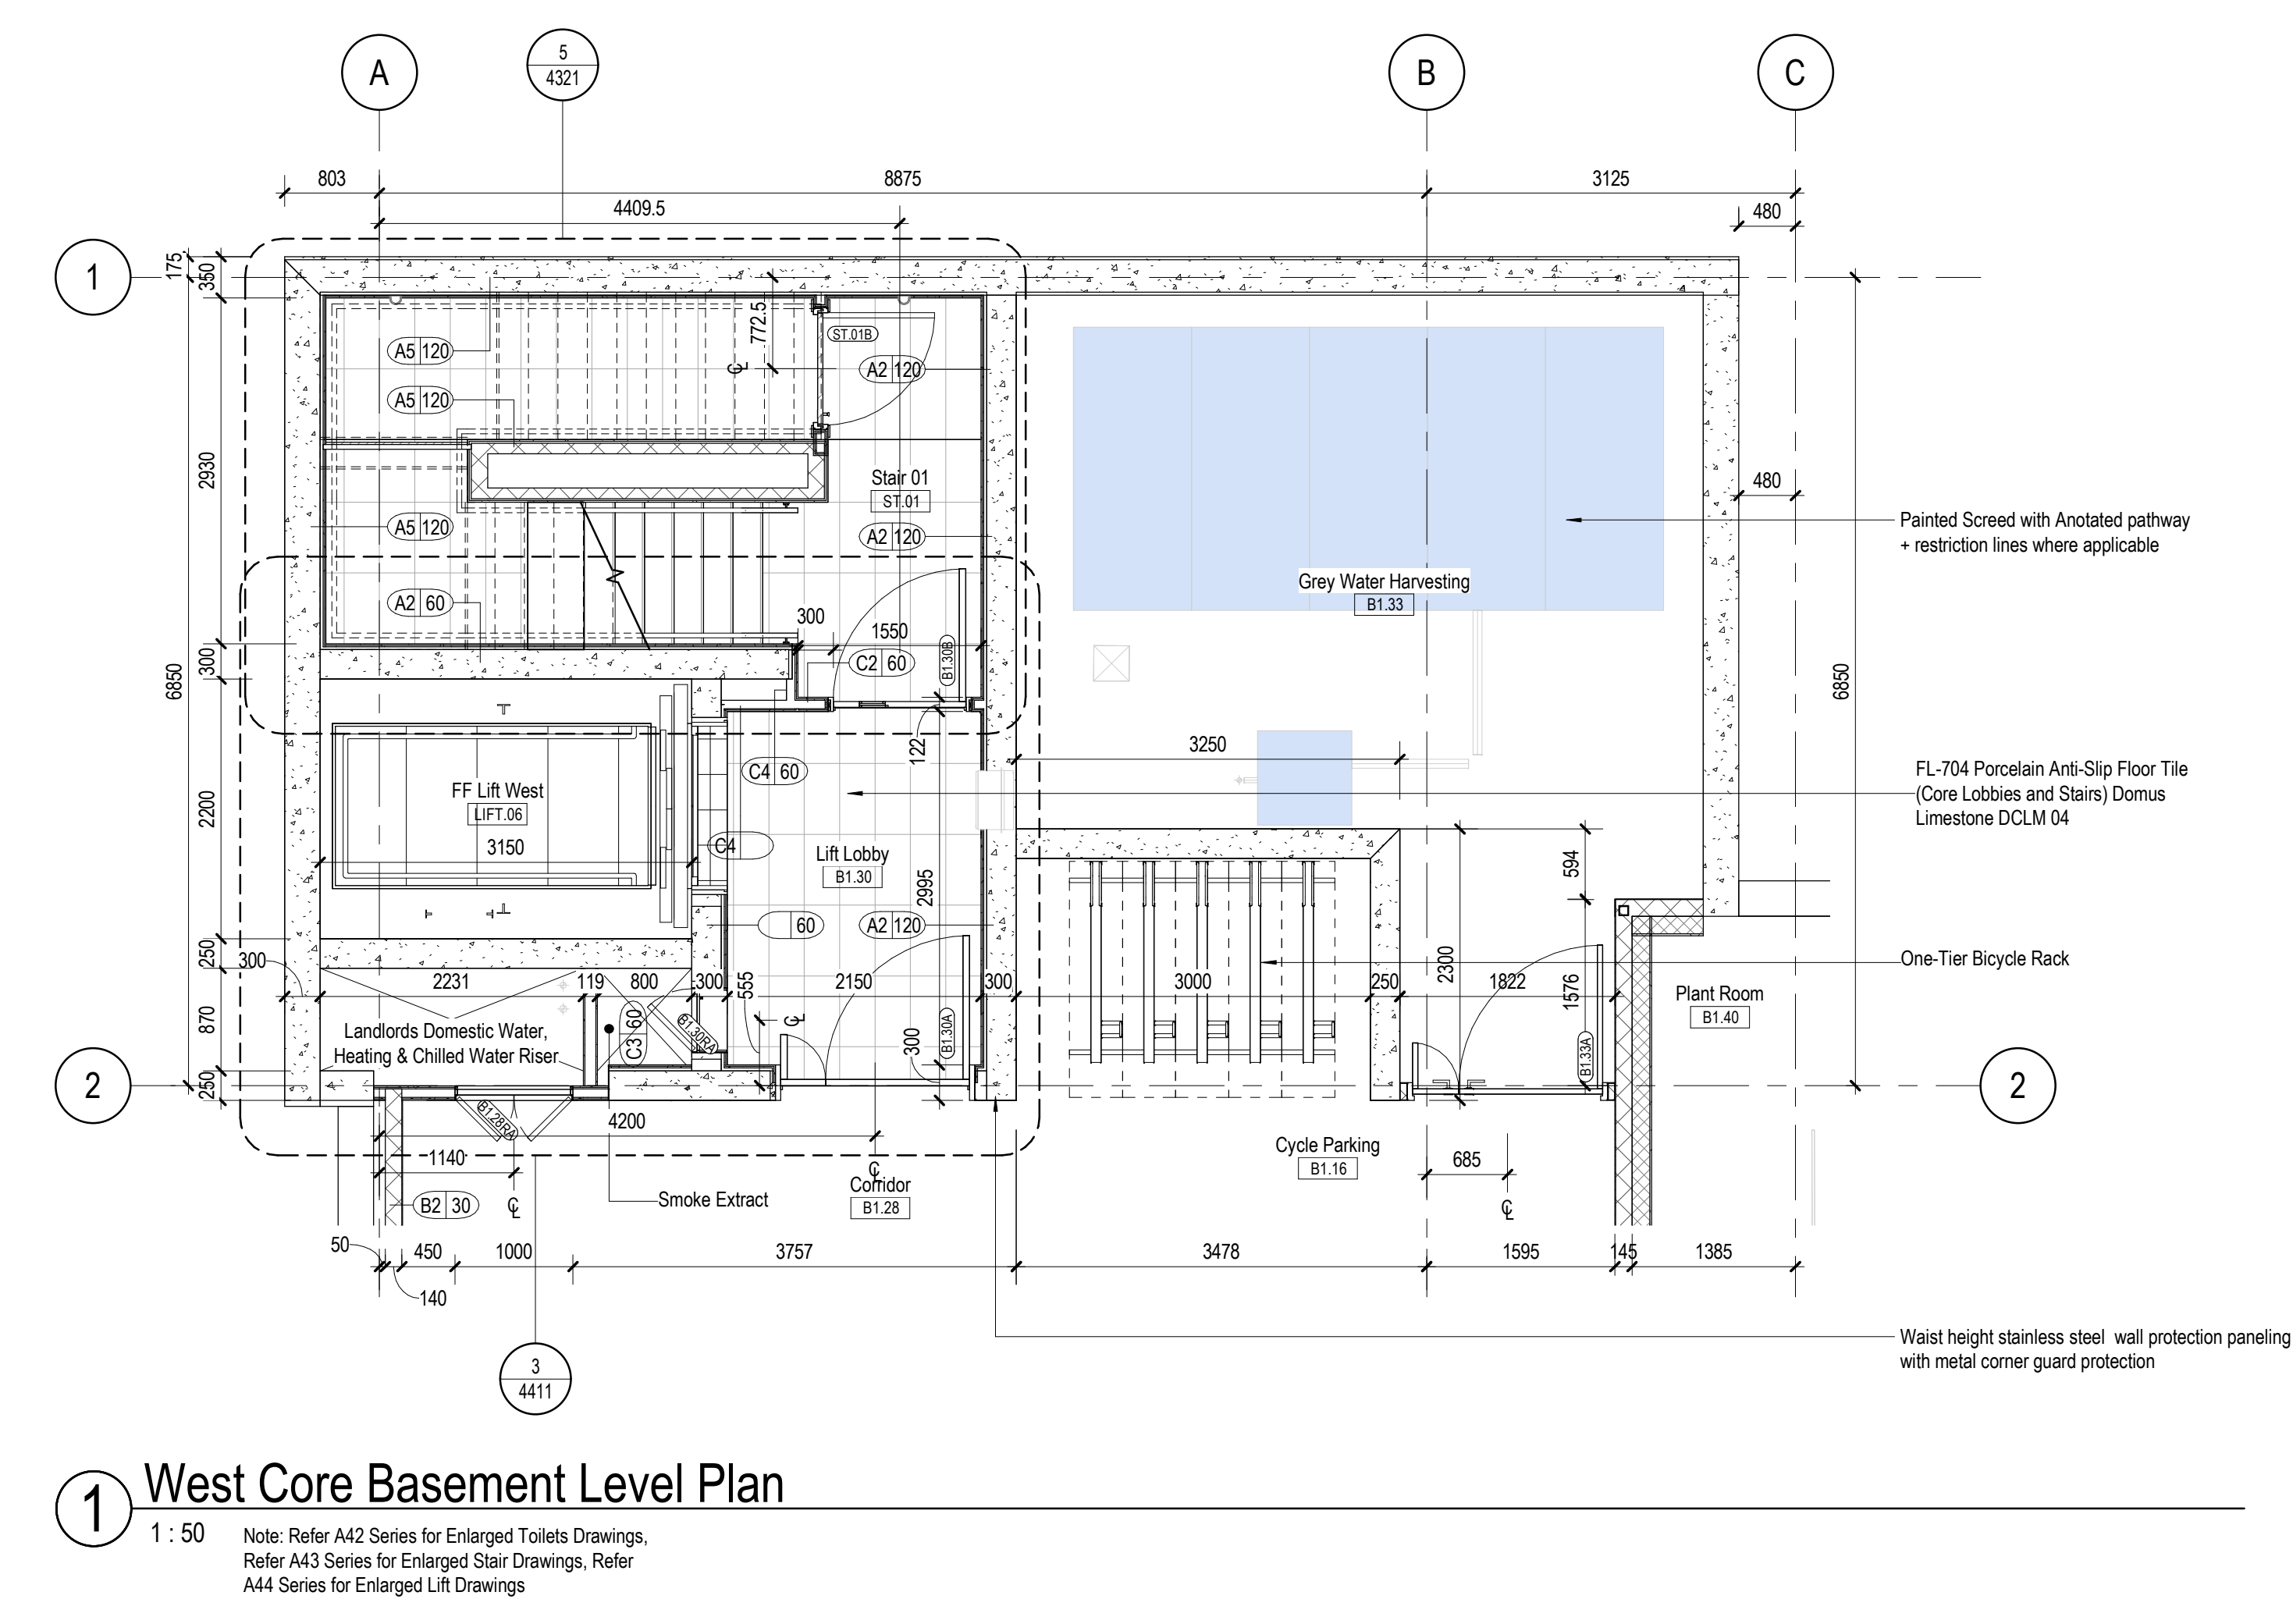 A
5
4321
B
C
803
8875
3125
4409.5
480
1
175
350
772.5
ST.01B
A5 120
A2 120
A5 120
2930
Stair 01
ST.01
480
A5 120
A2 120
Painted Screed with Anotated pathway
+ restriction lines where applicable
Grey Water Harvesting
B1.33
A2 60
300
1550
B1.30B
C2 60
300
6850
6850
122
3250
C4 60
FL-704 Porcelain Anti-Slip Floor Tile
(Core Lobbies and Stairs) Domus
Limestone DCLM 04
FF Lift West
LIFT.06
2200
3150
C4
Lift Lobby
B1.30
594
2995
60
A2 120
250
300
One-Tier Bicycle Rack
2231
119
800
300
555
2150
300
3000
250
2300
1822
1576
Plant Room
B1.40
870
Landlords Domestic Water,
Heating & Chilled Water Riser
C3 60
B1.30RA
300
B1.30A
B1.33A
2
250
2
B1.28RA
4200
1140
Cycle Parking
B1.16
685
Corridor
B1.28
B2 30
Smoke Extract
50
450
1000
3757
3478
1595
145
1385
140
Waist height stainless steel wall protection paneling
with metal corner guard protection
3
4411
1
West Core Basement Level Plan
1 : 50
Note: Refer A42 Series for Enlarged Toilets Drawings,
Refer A43 Series for Enlarged Stair Drawings, Refer
A44 Series for Enlarged Lift Drawings